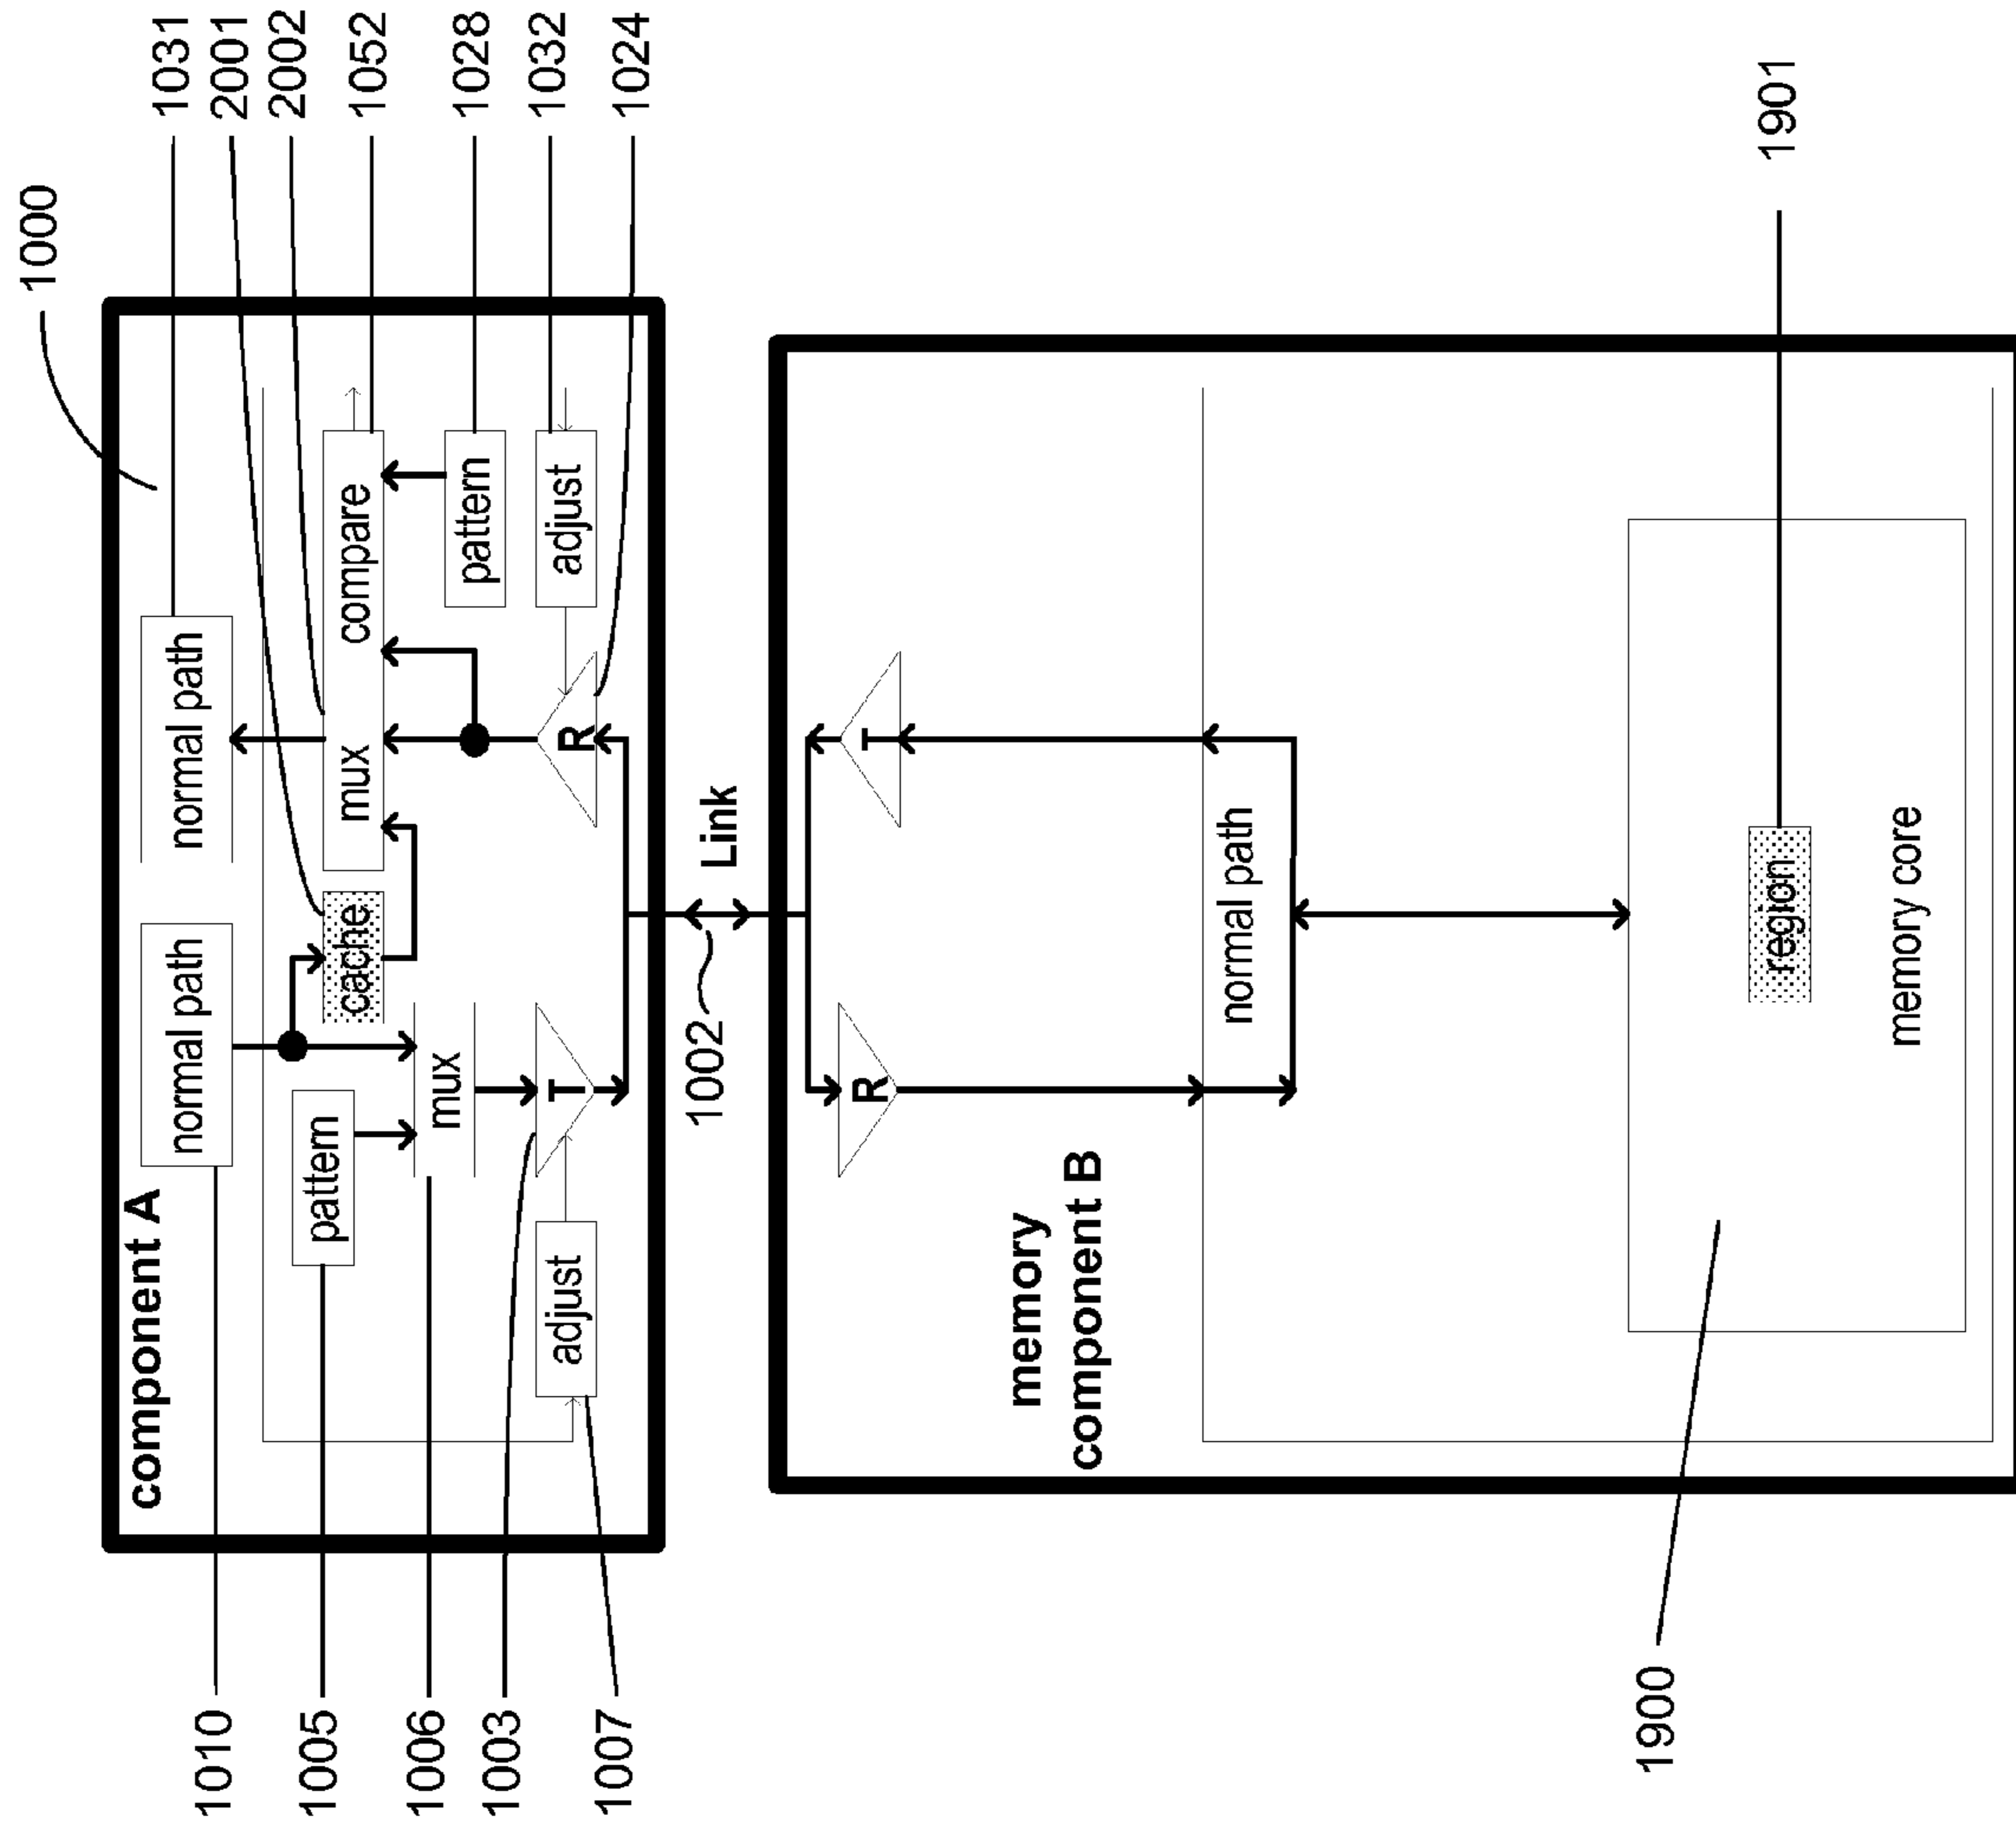 1000
1031
2001
2002
1052
1028
1032
1024
component A
normal path
normal path
pattern
cache
mux
compare
mux
pattern
adjust
T
R
adjust
1010
1005
1006
1003
1007
1002
Link
R
T
memory
component B
normal path
region
memory core
1901
1900